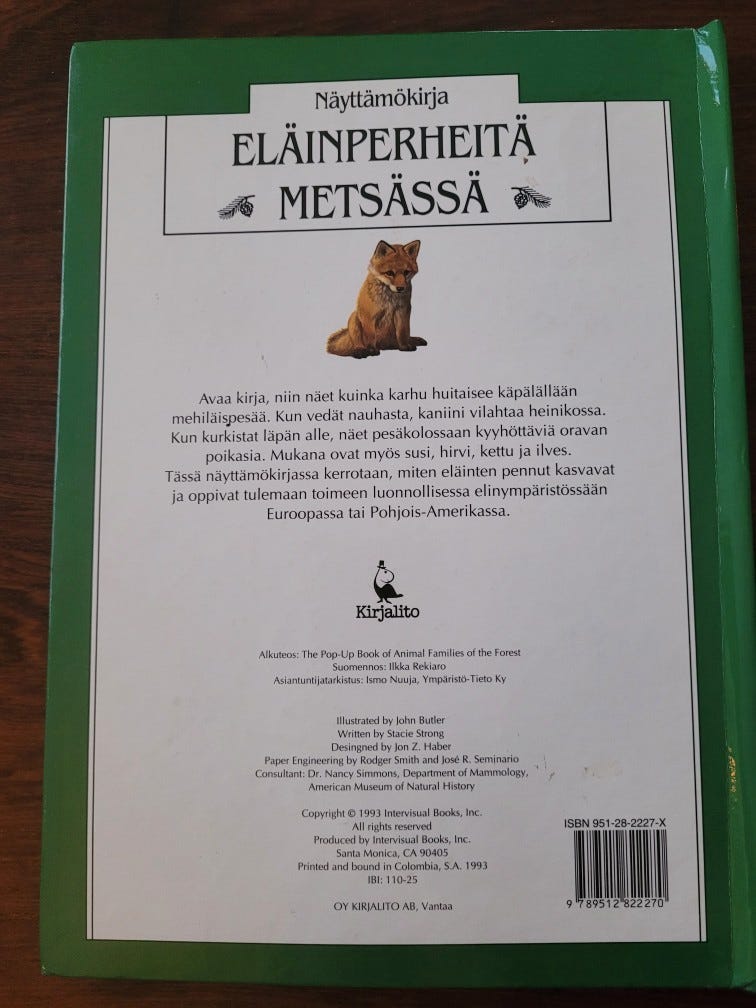 Näyttämökirja
ELÄINPERHEITÄ
METSÄSSÄ
Avaa kirja, niin näet kuinka karhu huitaisee käpälällään
mehiläispesää. Kun vedät nauhasta, kaniini vilahtaa heinikossa.
Kun kurkistat läpän alle, näet pesäkolossaan kyyhöttäviä oravan
poikasia. Mukana ovat myös susi, hirvi, kettu ja ilves.
Tässä näyttämökirjassa kerrotaan, miten eläinten pennut kasvavat
ja oppivat tulemaan toimeen luonnollisessa elinympäristössään
Euroopassa tai Pohjois-Amerikassa.
Kirjalito
Alkuteos: The Pop-Up Book of Animal Families of the Forest
Suomennos: Ilkka Rekiaro
Asiantuntijatarkistus: Ismo Nuuja, Ympäristö-Tieto Ky
Illustrated by John Butler
Written by Stacie Strong
Desingned by Jon Z. Haber
Paper Engineering by Rodger Smith and José R. Seminario
Consultant: Dr. Nancy Simmons, Department of Mammology,
American Museum of Natural History
Copyright © 1993 Intervisual Books, Inc.
All rights reserved
Produced by Intervisual Books, Inc.
Santa Monica, CA 90405
Printed and bound in Colombia, S.A. 1993
IBI: 110-25
OY KIRJALITO AB, Vantaa
ISBN 951-28-2227-X
9 789512 822270